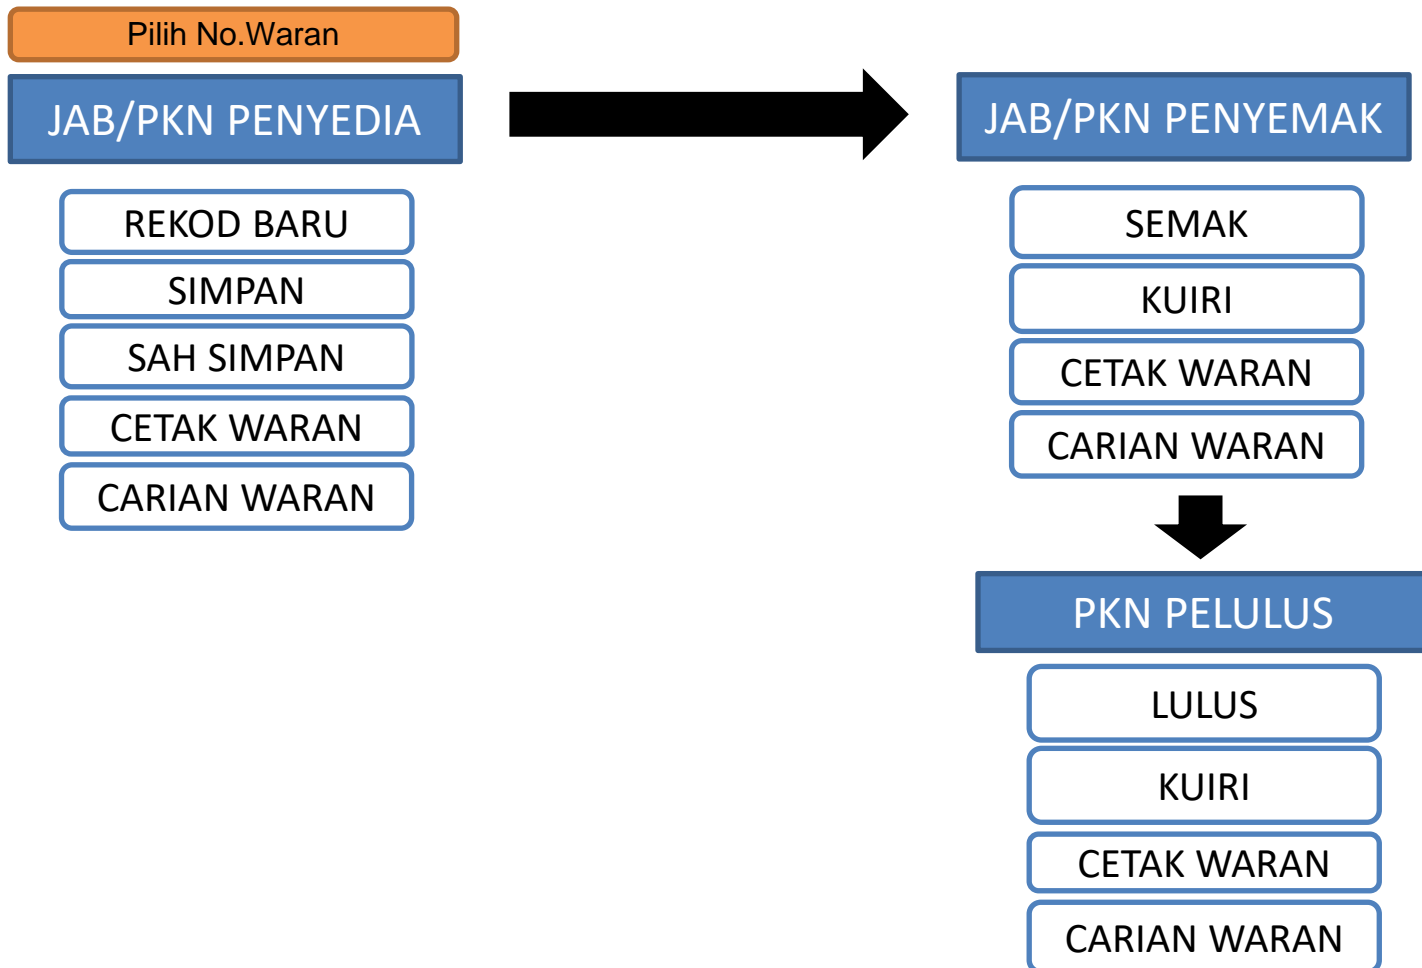 Pilih No.Waran
JAB/PKN PENYEDIA
REKOD BARU
SIMPAN
SAH SIMPAN
CETAK WARAN
CARIAN WARAN
JAB/PKN PENYEMAK
SEMAK
KUIRI
CETAK WARAN
CARIAN WARAN
PKN PELULUS
LULUS
KUIRI
CETAK WARAN
CARIAN WARAN